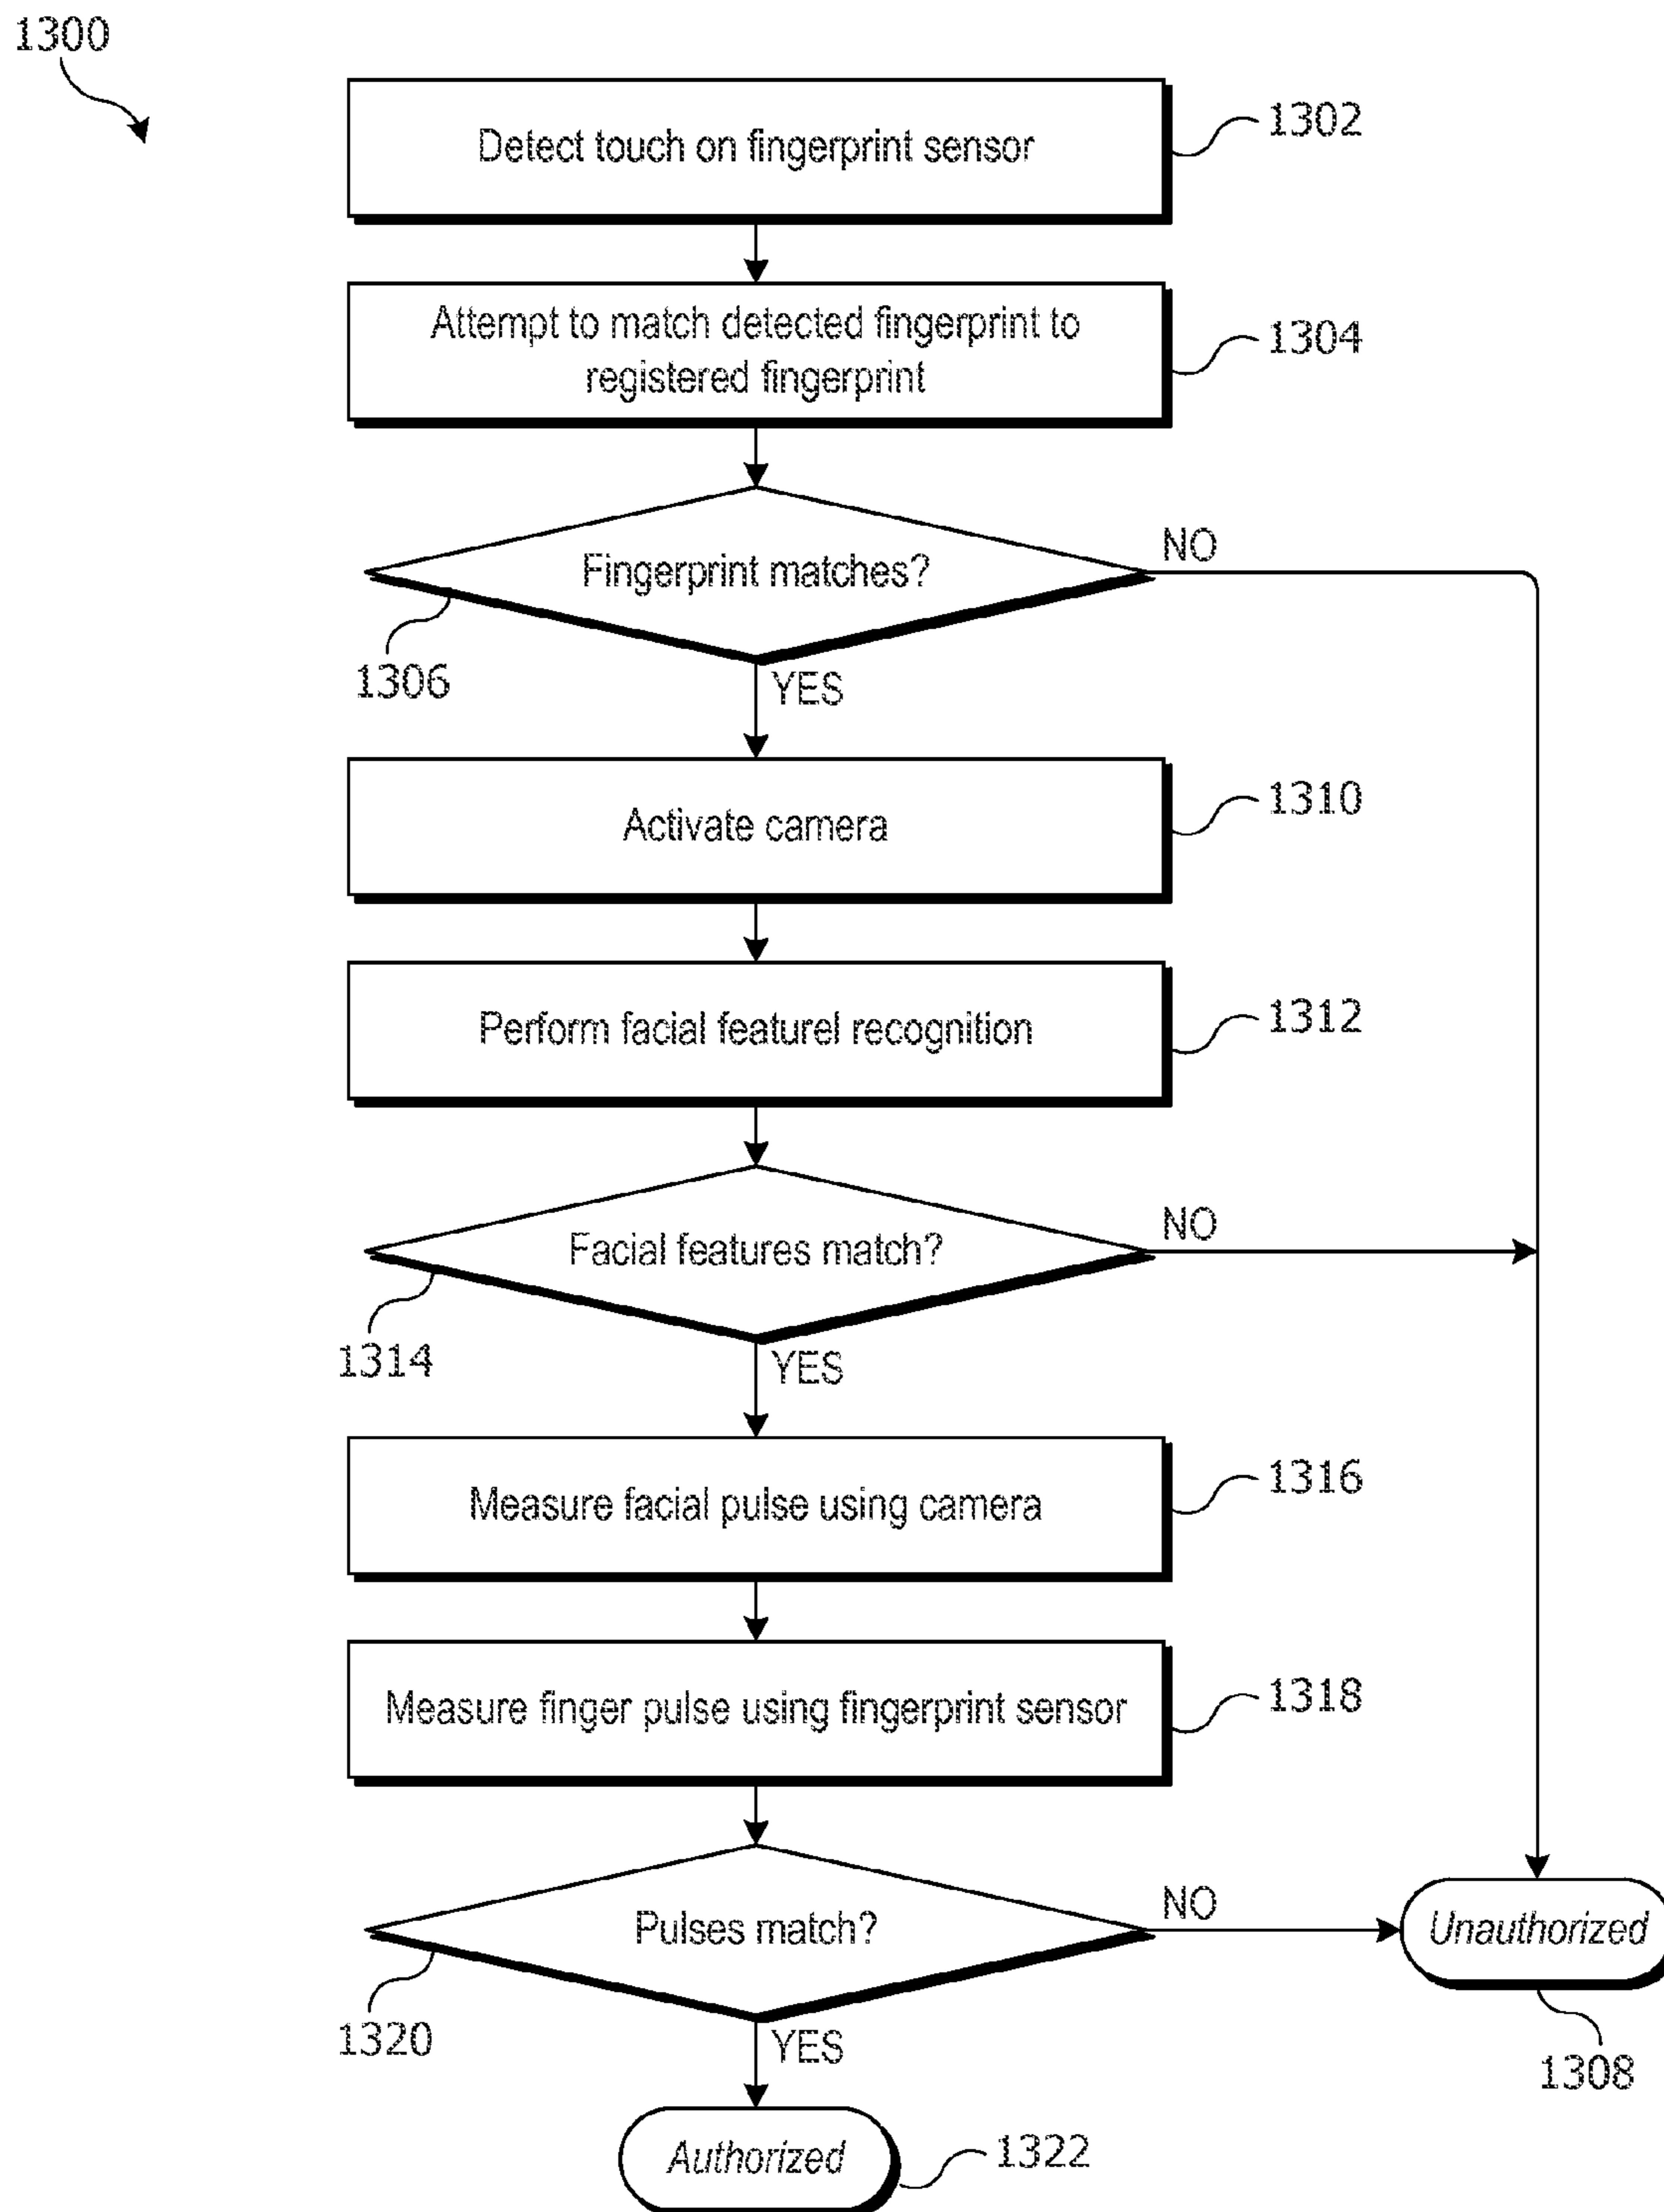 1300
Detect touch on fingerprint sensor
1302
Attempt to match detected fingerprint to
registered fingerprint
1304
Fingerprint matches?
NO
1306
YES
Activate camera
1310
Perform facial featurel recognition
1312
Facial features match?
NO
1314
YES
Measure facial pulse using camera
1316
Measure finger pulse using fingerprint sensor
1318
Pulses match?
NO
Unauthorized
1320
YES
1308
Authorized
1322